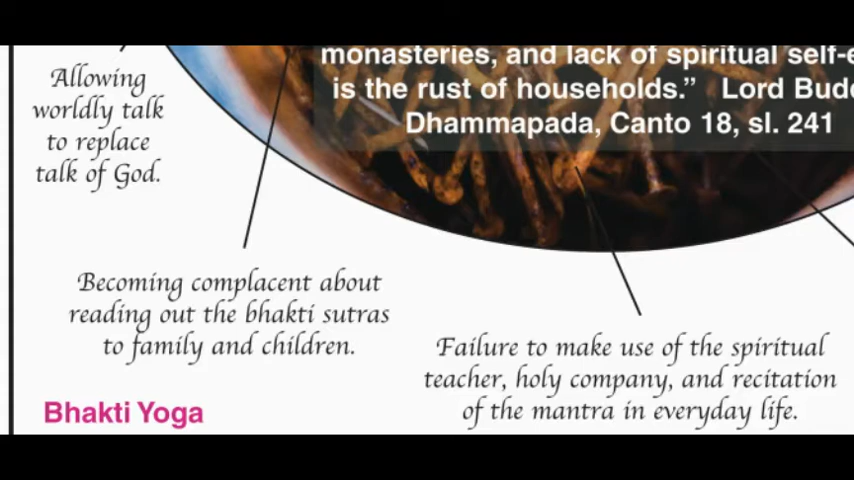 monasteries, and lack of spiritual self-e
is the rust of households.” Lord Budd
Dhammapada, Canto 18, sl. 241
Allowing
worldly talk
to replace
talk of God.
Becoming complacent about
reading out the bhakti sutras
to family and children.
Failure to make use of the spiritual
teacher, holy company, and recitation
of the mantra in everyday life.
Bhakti Yoga